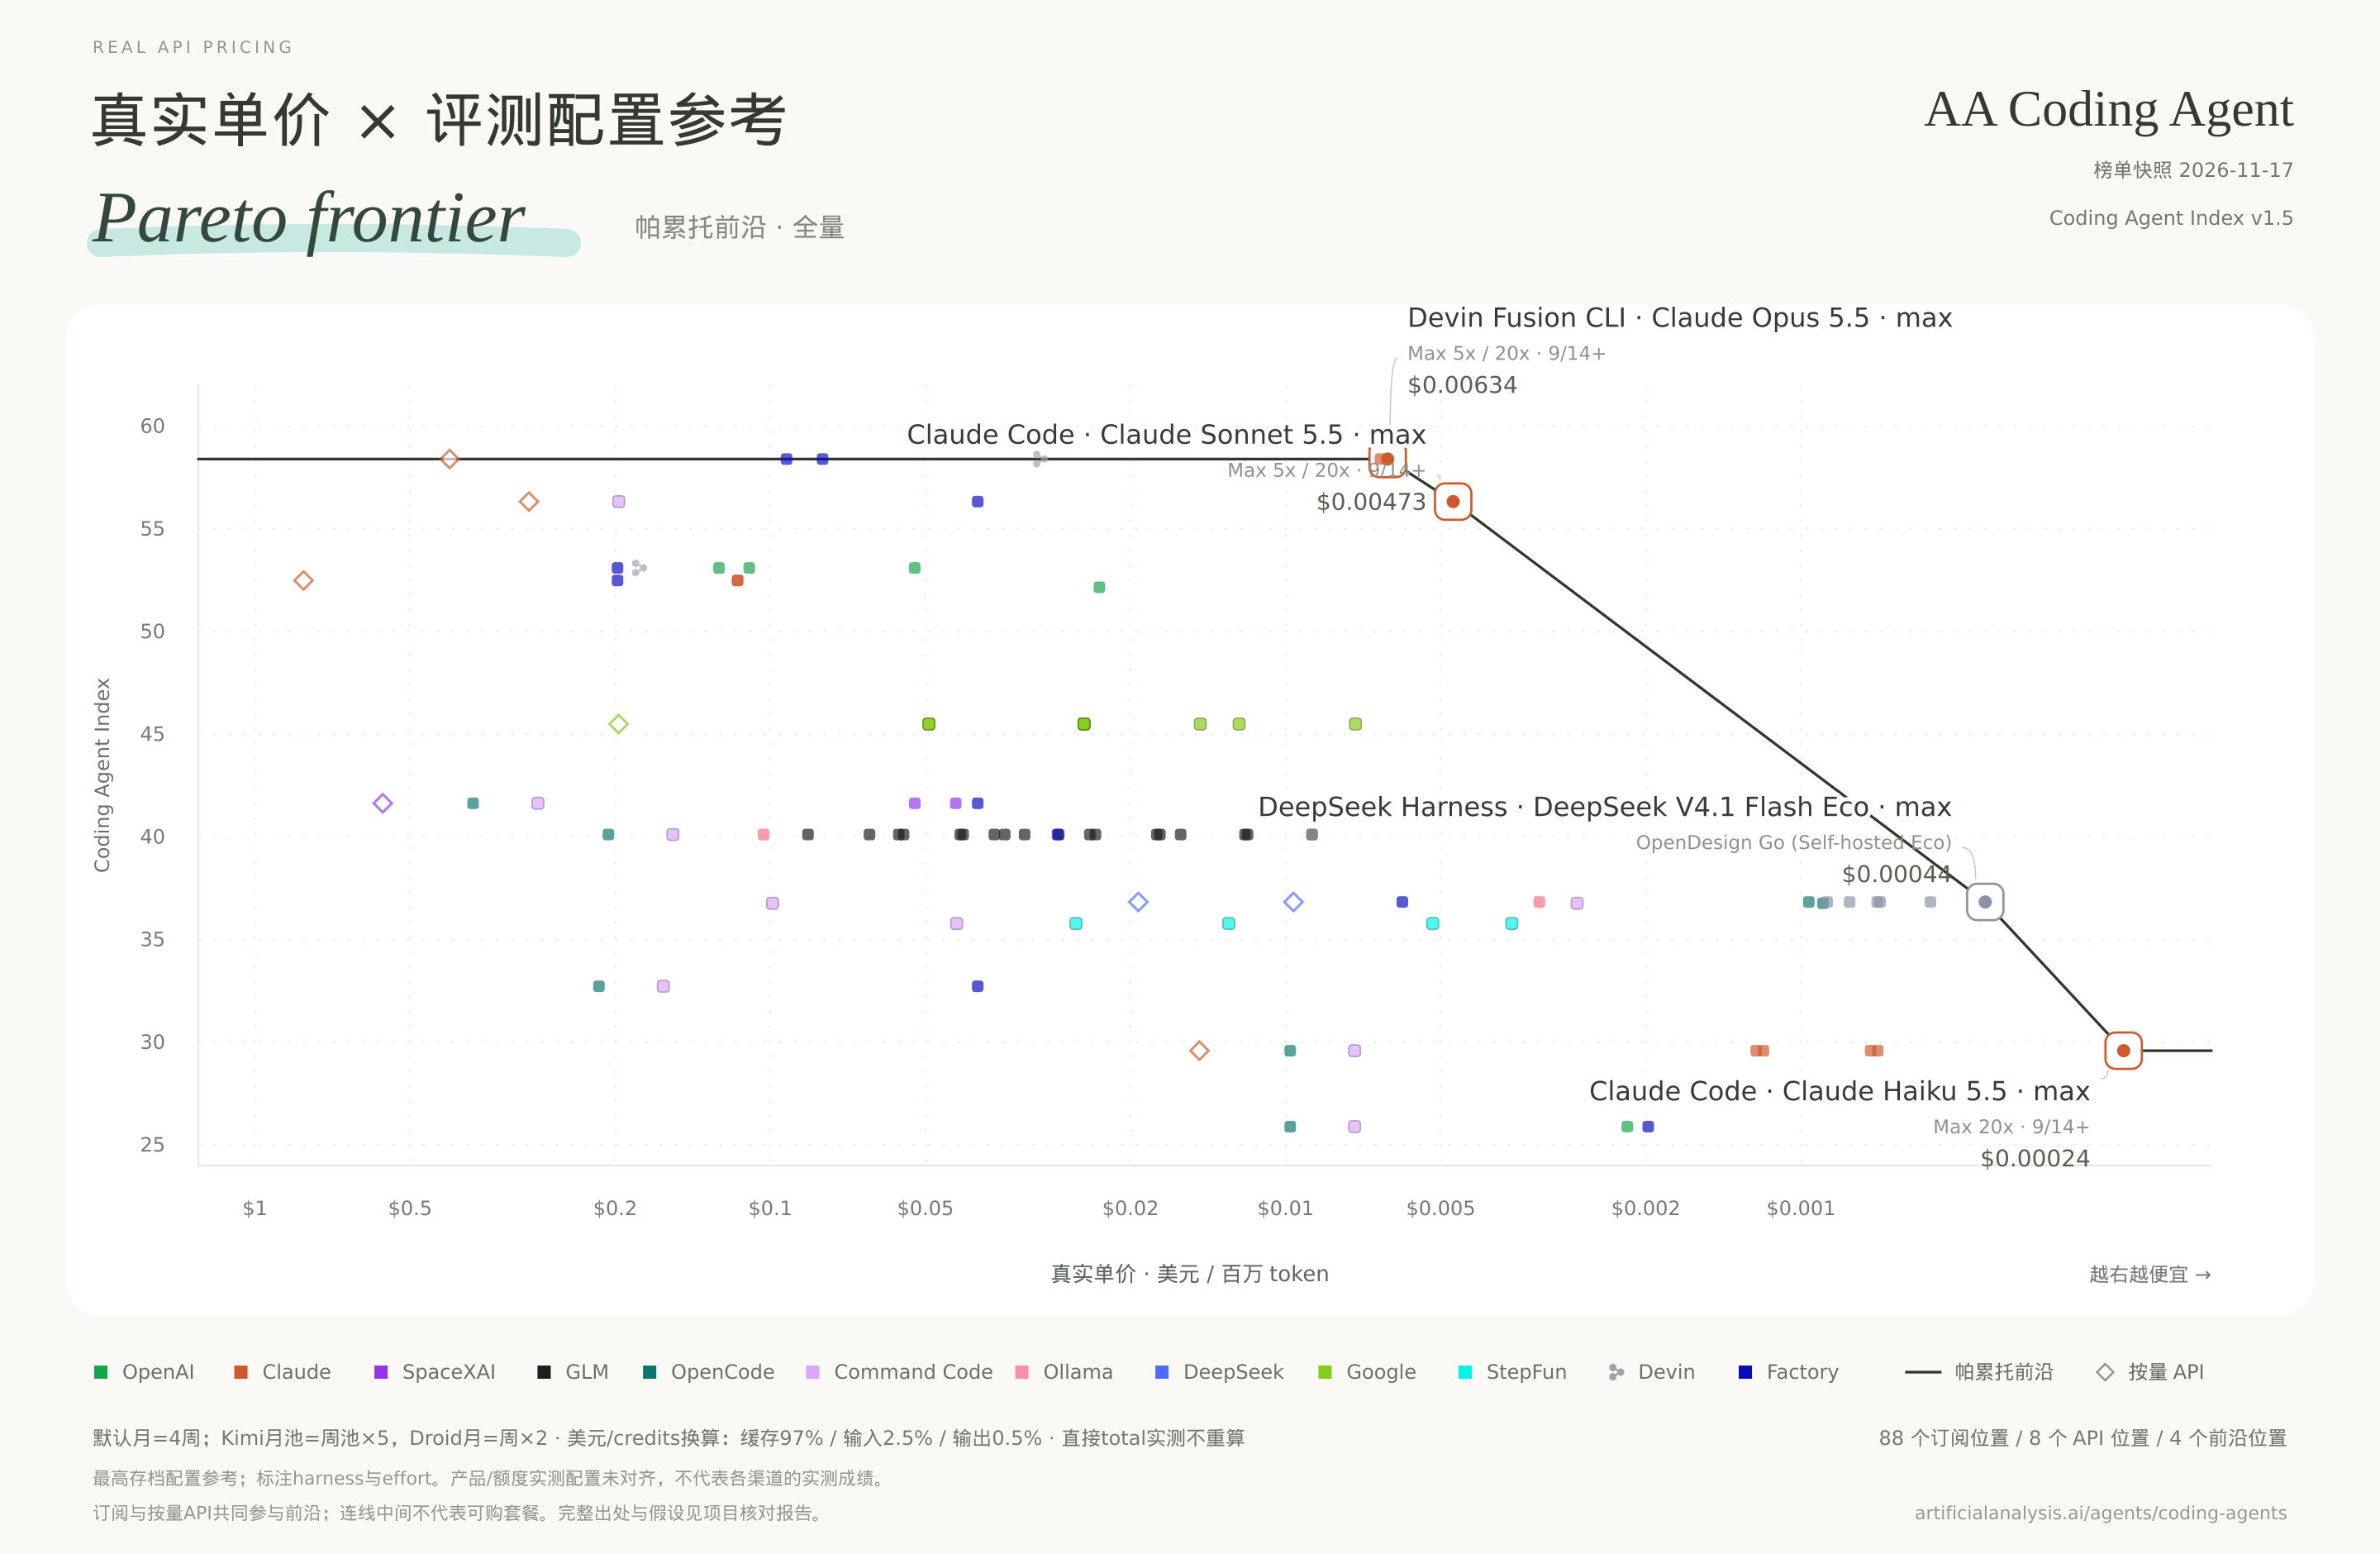 REAL API PRICING
真实单价 × 评测配置参考
Pareto frontier
帕累托前沿 · 全量
AA Coding Agent
榜单快照 2026-11-17
Coding Agent Index v1.5
Devin Fusion CLI · Claude Opus 5.5 · max
Max 5x / 20x · 9/14+
$0.00634
Claude Code · Claude Sonnet 5.5 · max
Max 5x / 20x · 9/14+
$0.00473
DeepSeek Harness · DeepSeek V4.1 Flash Eco · max
OpenDesign Go (Self-hosted Eco)
$0.00044
Claude Code · Claude Haiku 5.5 · max
Max 20x · 9/14+
$0.00024
Coding Agent Index
60
55
50
45
40
35
30
25
$1
$0.5
$0.2
$0.1
$0.05
$0.02
$0.01
$0.005
$0.002
$0.001
真实单价 · 美元 / 百万 token
越右越便宜 →
OpenAI
Claude
SpaceXAI
GLM
OpenCode
Command Code
Ollama
DeepSeek
Google
StepFun
Devin
Factory
帕累托前沿
按量 API
默认月=4周；Kimi月池=周池×5，Droid月=周×2 · 美元/credits换算：缓存97% / 输入2.5% / 输出0.5% · 直接total实测不重算
88 个订阅位置 / 8 个 API 位置 / 4 个前沿位置
最高存档配置参考；标注harness与effort。产品/额度实测配置未对齐，不代表各渠道的实测成绩。
订阅与按量API共同参与前沿；连线中间不代表可购套餐。完整出处与假设见项目核对报告。
artificialanalysis.ai/agents/coding-agents